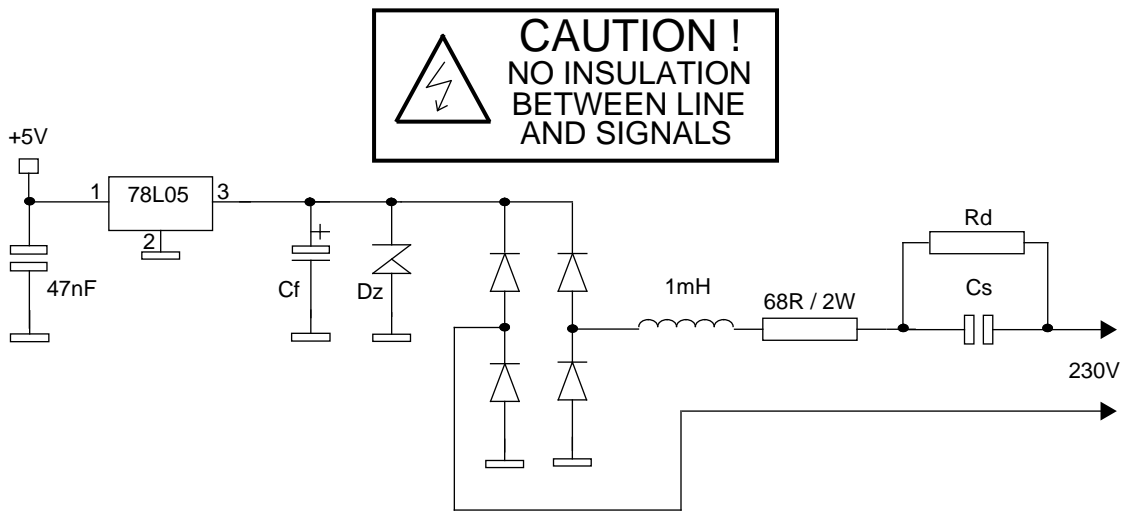 CAUTION !
NO INSULATION
BETWEEN LINE
AND SIGNALS
+5V
1
78L05
3
2
47nF
+
Cf
Dz
1mH
68R / 2W
Rd
Cs
230V